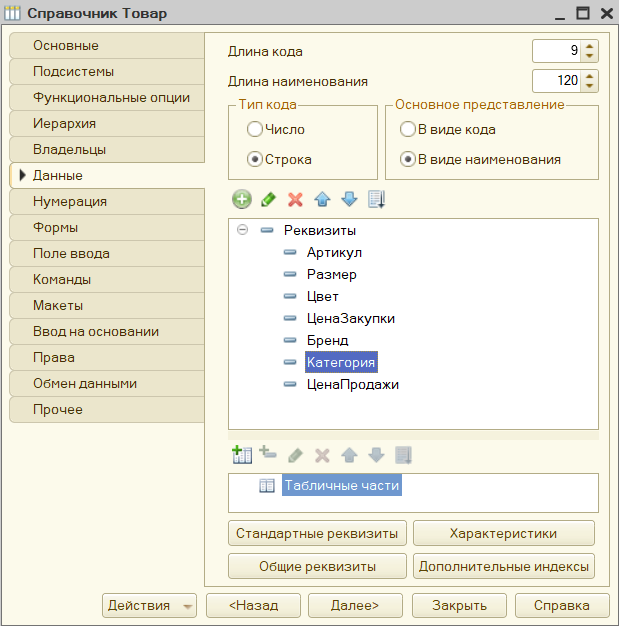 Справочник Товар
Основные
Подсистемы
Функциональные опции
Иерархия
Владельцы
Данные
Нумерация
Формы
Поле ввода
Команды
Макеты
Ввод на основании
Права
Обмен данными
Прочее
Длина кода 9
Длина наименования 120
Тип кода
Число
Строка
Основное представление
В виде кода
В виде наименования
Реквизиты
Артикул
Размер
Цвет
ЦенаЗакупки
Бренд
Категория
ЦенаПродажи
Табличные части
Стандартные реквизиты Характеристики
Общие реквизиты Дополнительные индексы
Действия <Назад Далее> Закрыть Справка